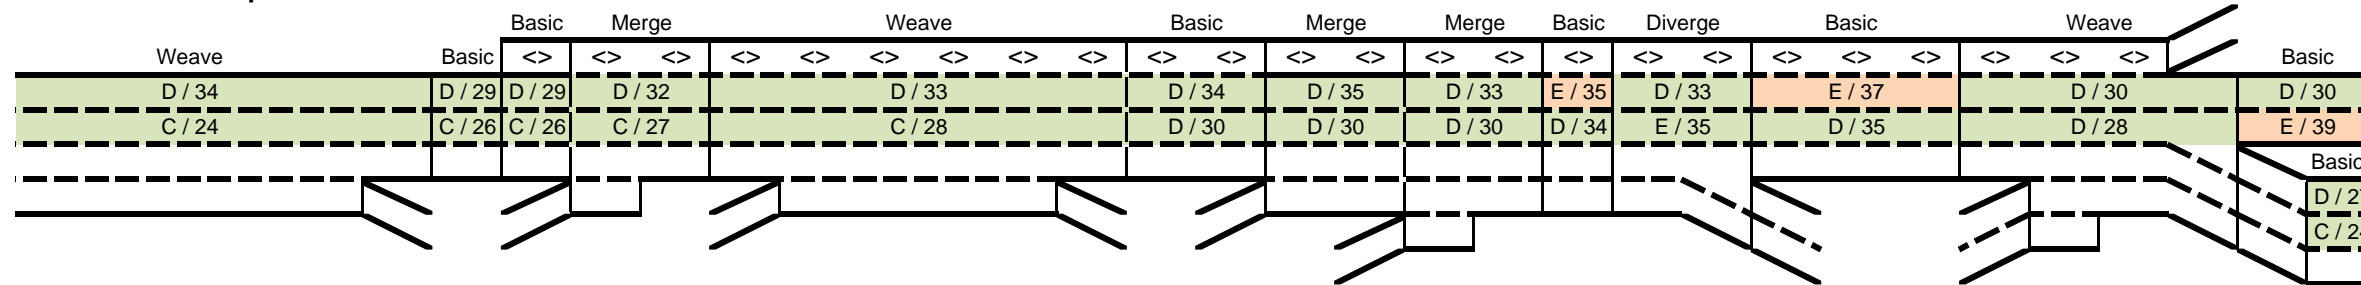 Basic Merge Weave Basic Merge Merge Basic Diverge Basic Weave
Weave Basic <> <> <> <> <> <> <> <> <> <> <> <> <> <> <> <> <> <> <> <> <> <> <> Basic
D / 34 D / 29 D / 29 D / 32 D / 33 D / 34 D / 35 D / 33 E / 35 D / 33 E / 37 D / 30 D / 30
C / 24 C / 26 C / 26 C / 27 C / 28 D / 30 D / 30 D / 30 D / 34 E / 35 D / 35 D / 28 E / 39
Basic
D / 2
C / 2